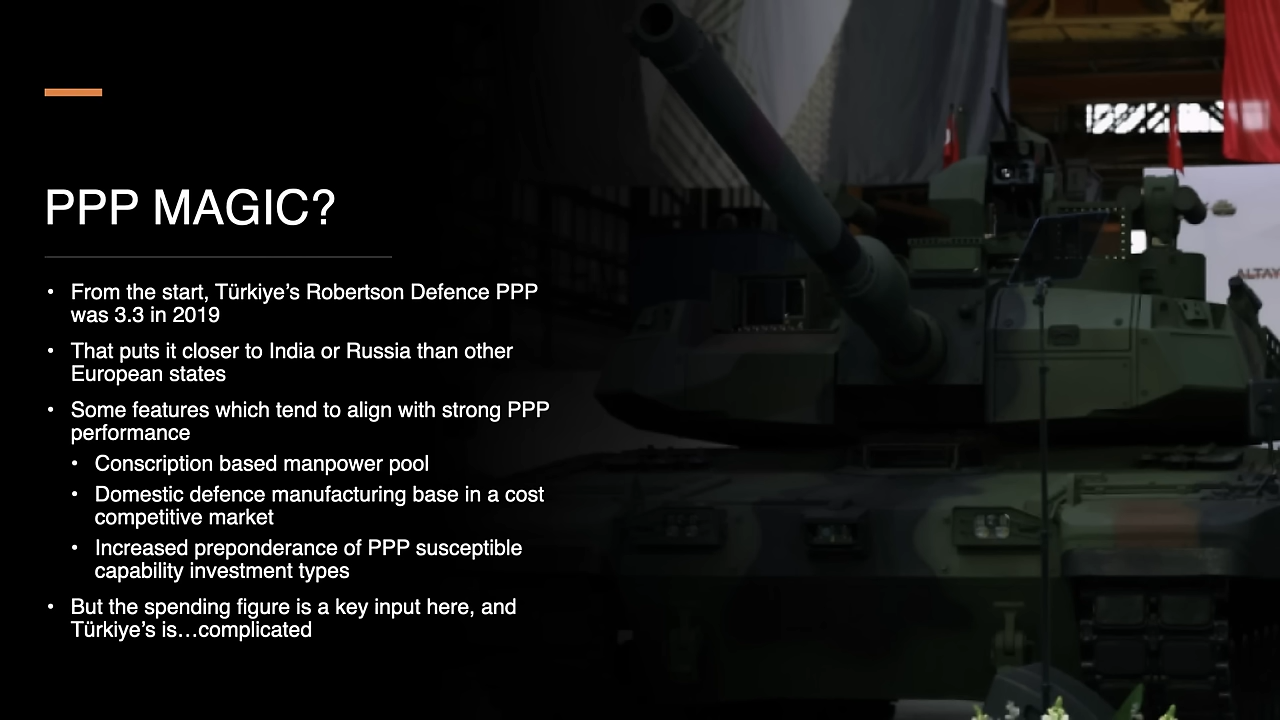 PPP MAGIC?
• From the start, Türkiye’s Robertson Defence PPP
was 3.3 in 2019
• That puts it closer to India or Russia than other
European states
• Some features which tend to align with strong PPP
performance
• Conscription based manpower pool
• Domestic defence manufacturing base in a cost
competitive market
• Increased preponderance of PPP susceptible
capability investment types
• But the spending figure is a key input here, and
Türkiye’s is…complicated
ALTAY